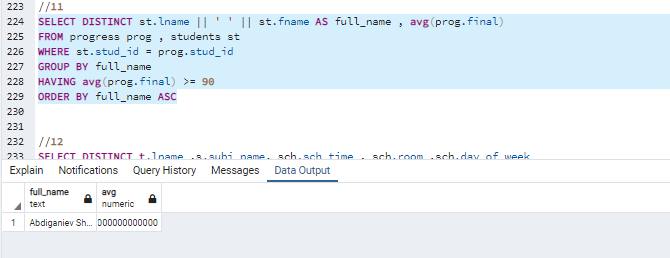 223 //11
224 SELECT DISTINCT st.lname || ' ' || st.fname AS full_name , avg(prog.final)
225 FROM progress prog , students st
226 WHERE st.stud_id = prog.stud_id
227 GROUP BY full_name
228 HAVING avg(prog.final) >= 90
229 ORDER BY full_name ASC
230
231
232 //12
233 SELECT DISTINCT t.lname ,s.subj_name, sch.sch_time , sch.room ,sch.day_of_week
Explain Notifications Query History Messages Data Output
full_name avg
text numeric
1 Abdiganiev Sh... 000000000000